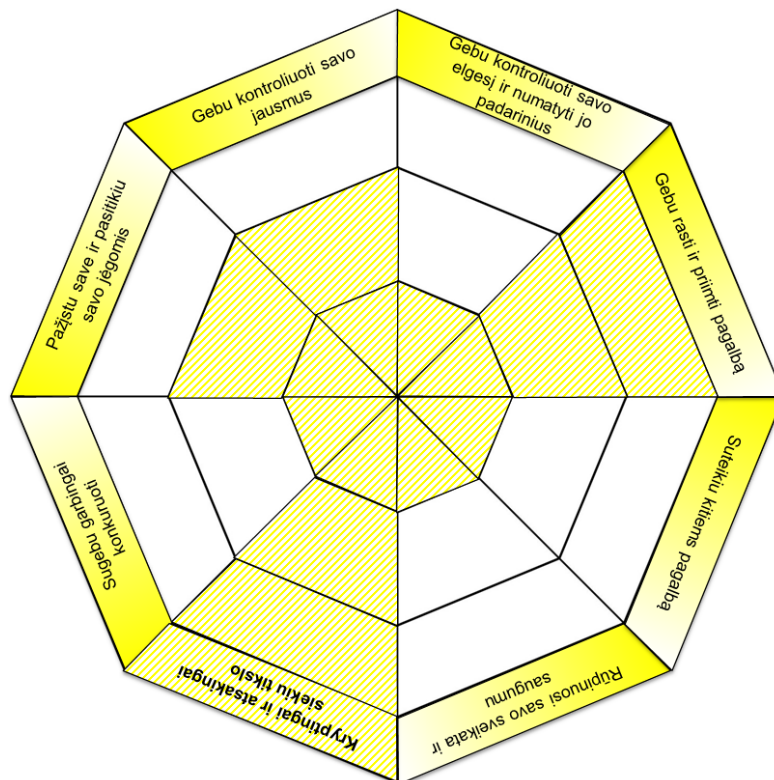 Gebu kontroliuoti savo
elgesį ir numatyti jo
padarinius
Gebu rasti ir priimti pagalbą
Suteikiu kitiems pagalbą
Rūpinuosi savo sveikata ir
saugumu
Kryptingai ir atsakingai
siekiu tikslo
Sugebu garbingai
konkuruoti
Pažįstu save ir pasitikiu
savo jėgomis
Gebu kontroliuoti savo
jausmus